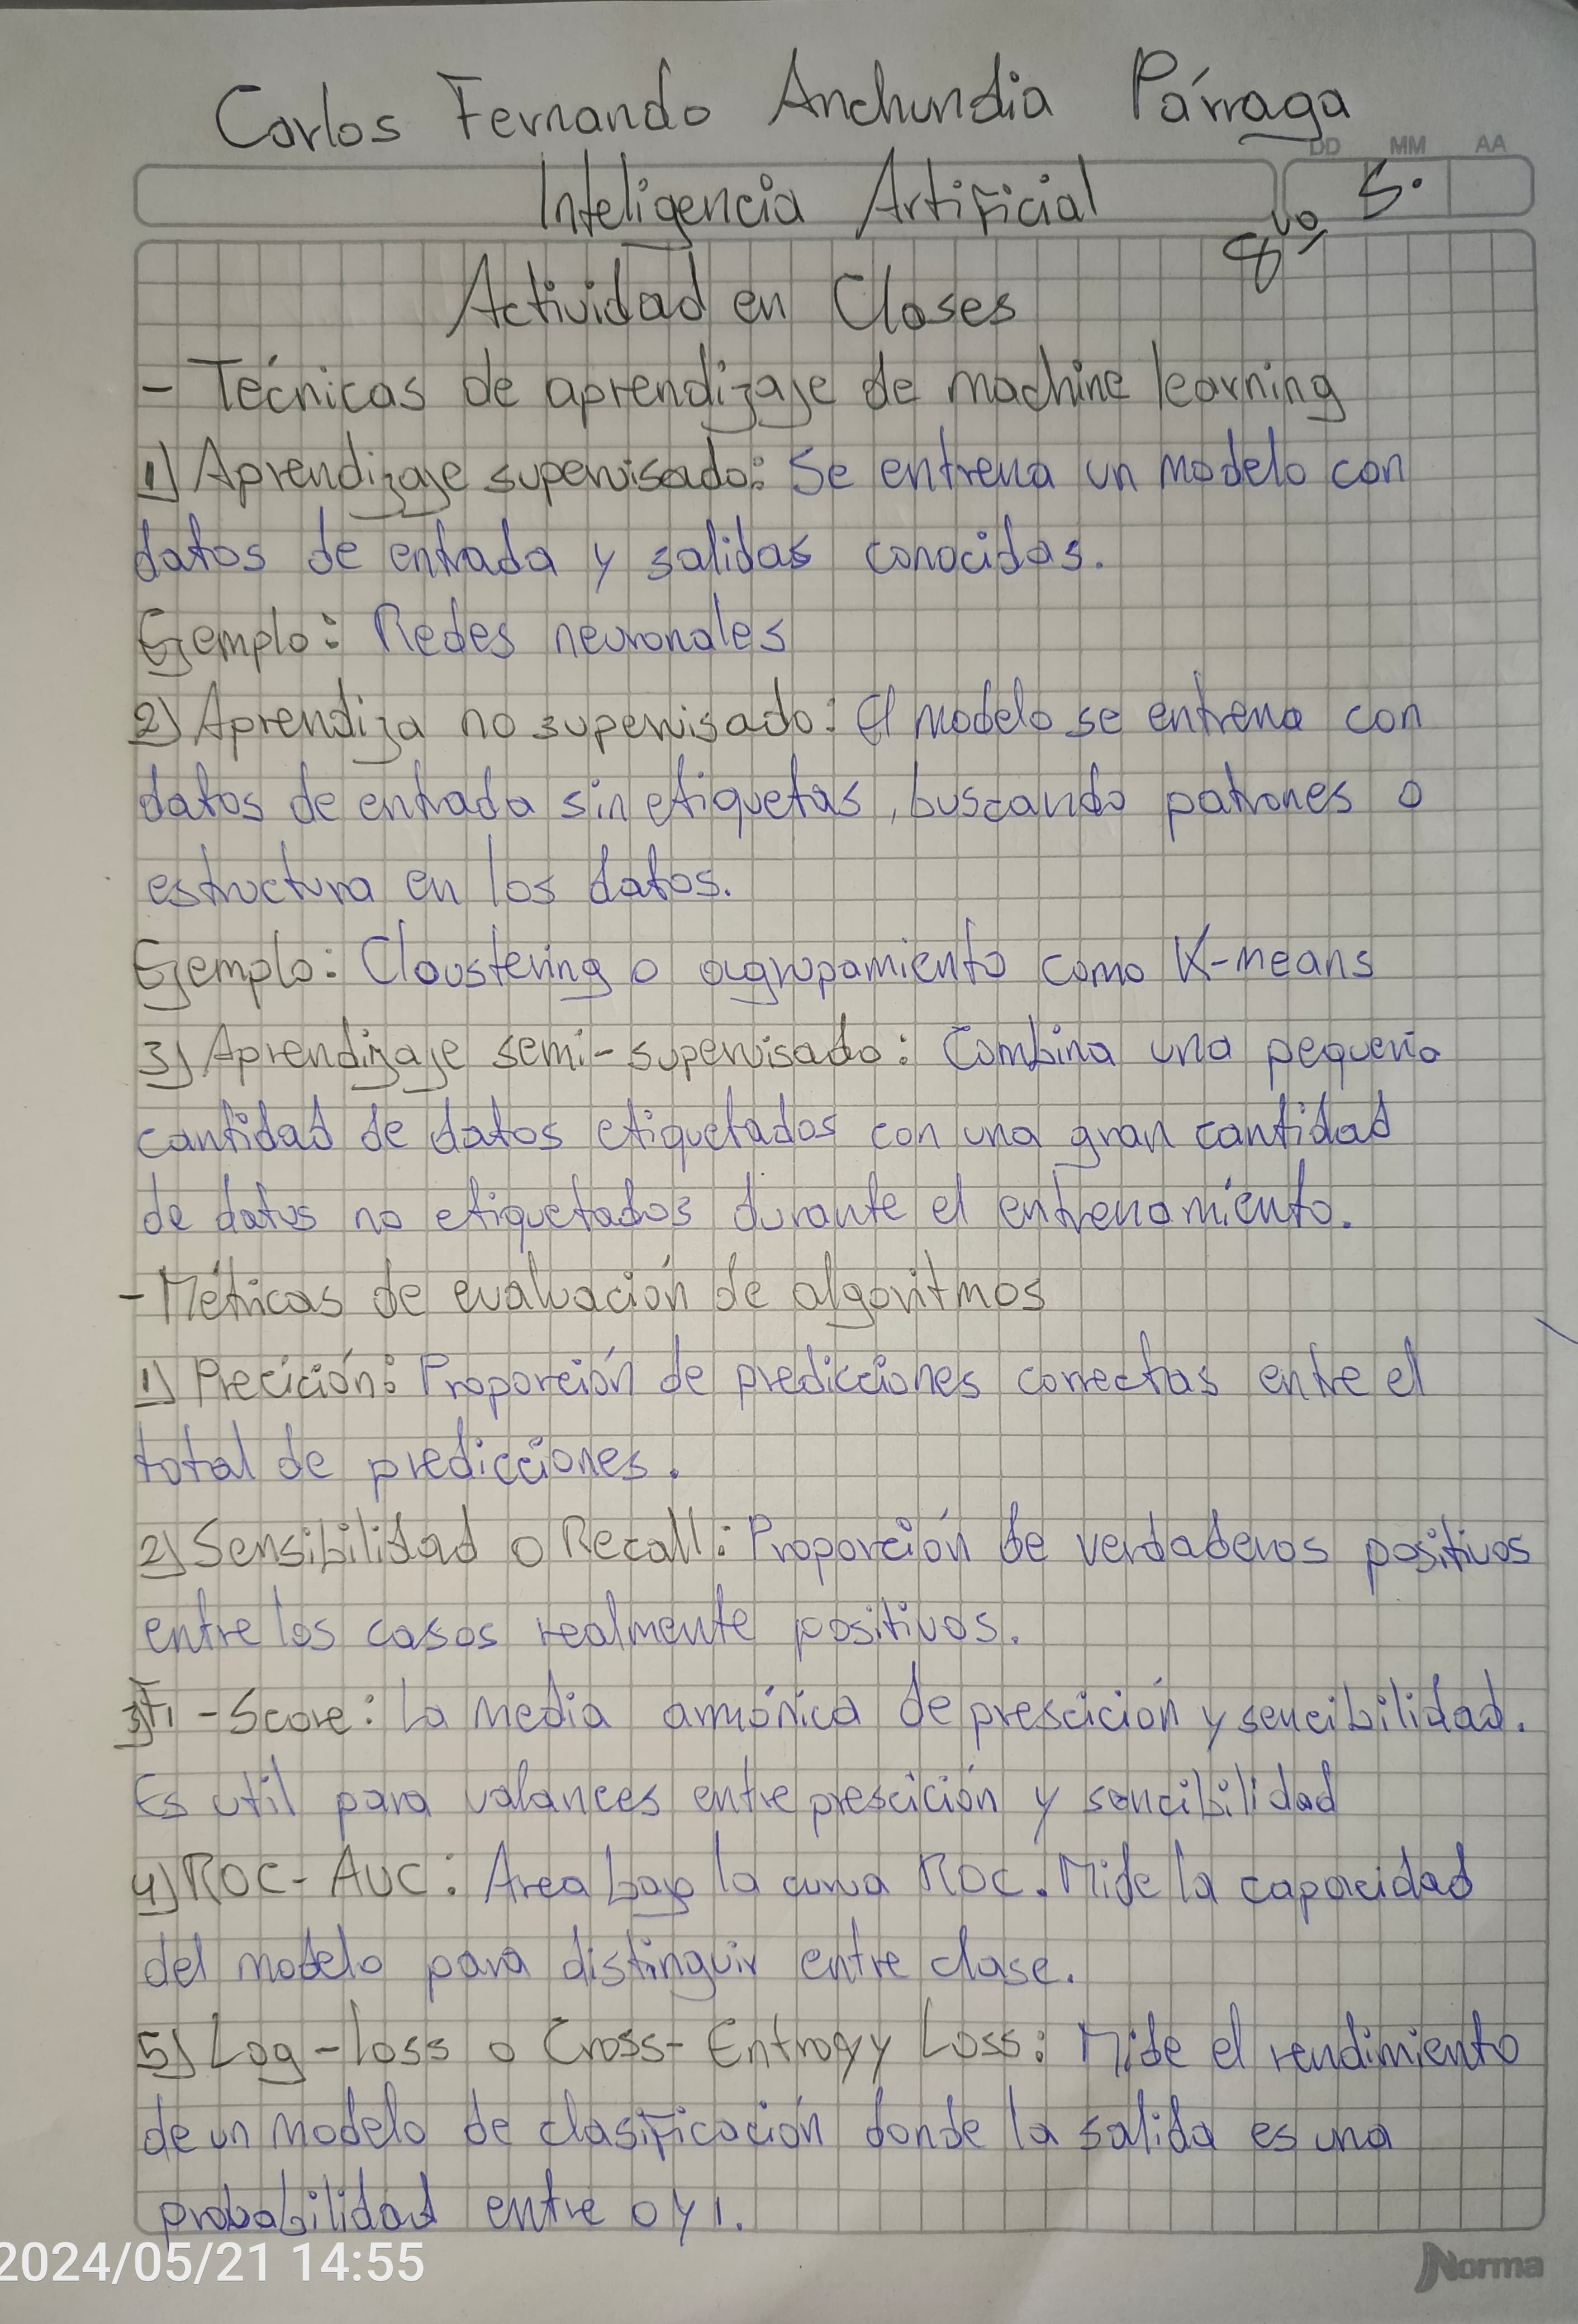 Carlos Fernando Anchundia Párraga
DD MM AA
Inteligencia Artificial
8vo S.
Actividad en Clases
- Técnicas de aprendizaje de machine learning
1) Aprendizaje supervisado: Se entrena un modelo con
datos de entrada y salidas conocidas.
Ejemplo: Redes neuronales
2) Aprendiza no supervisado: El modelo se entrena con
datos de entrada sin etiquetas, buscando patrones o
estructura en los datos.
Ejemplo: Cloustering o agrupamiento como K-means
3) Aprendizaje semi-supervisado: Combina una pequeña
cantidad de datos etiquetados con una gran cantidad
de datos no etiquetados durante el entrenamiento.
- Métricas de evaluación de algoritmos
1) Precición: Proporción de predicciones correctas entre el
total de predicciones.
2) Sensibilidad o Recall: Proporción de verdaderos positivos
entre los casos realmente positivos.
3) F1 - Score: La media armónica de prescición y sencibilidad.
Es util para valances entre prescición y sencibilidad
4) ROC - AUC: Area bajo la curva ROC. Mide la capacidad
del modelo para distinguir entre clase.
5) Log-loss o Cross-Entropy Loss: Mide el rendimiento
de un modelo de clasificación donde la salida es una
probabilidad entre 0 y 1.
2024/05/21 14:55
Norma